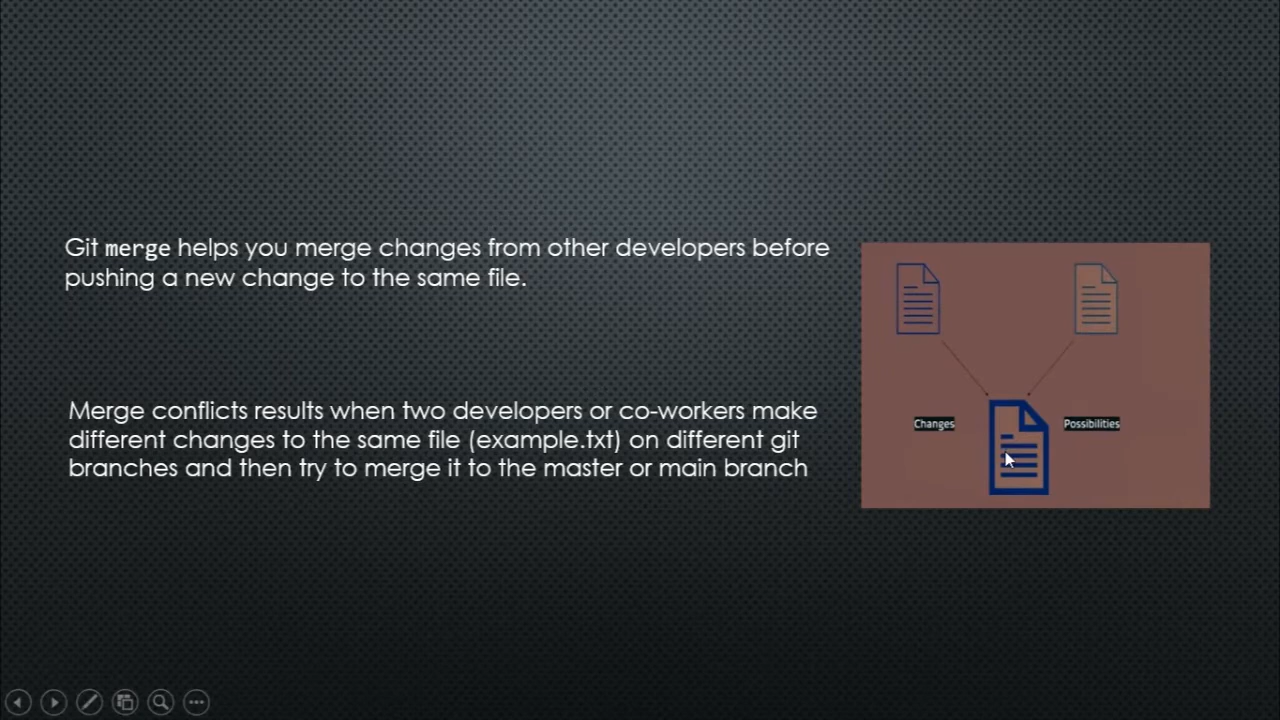 Git merge helps you merge changes from other developers before
pushing a new change to the same file.
Merge conflicts results when two developers or co-workers make
different changes to the same file (example.txt) on different git
branches and then try to merge it to the master or main branch
Changes
Possibilities